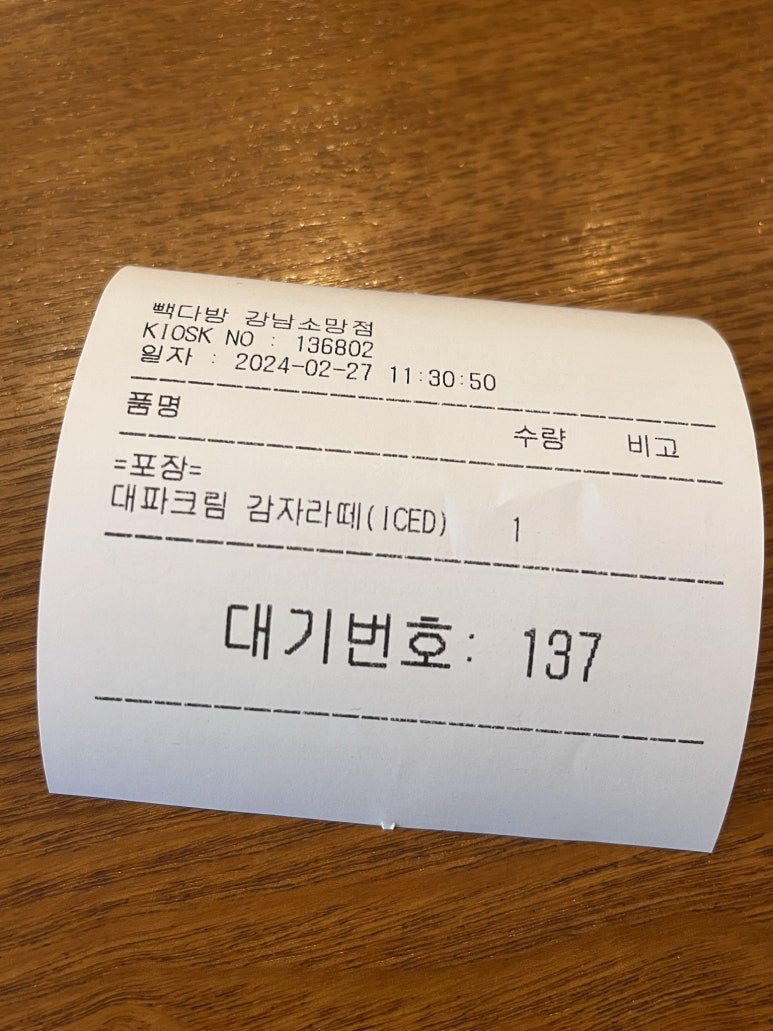 빽다방 강남소망점
KIOSK NO : 136802
일자 : 2024-02-27 11:30:50
품명 수량 비고
=포장=
대파크림 감자라떼(ICED) 1
대기번호: 137